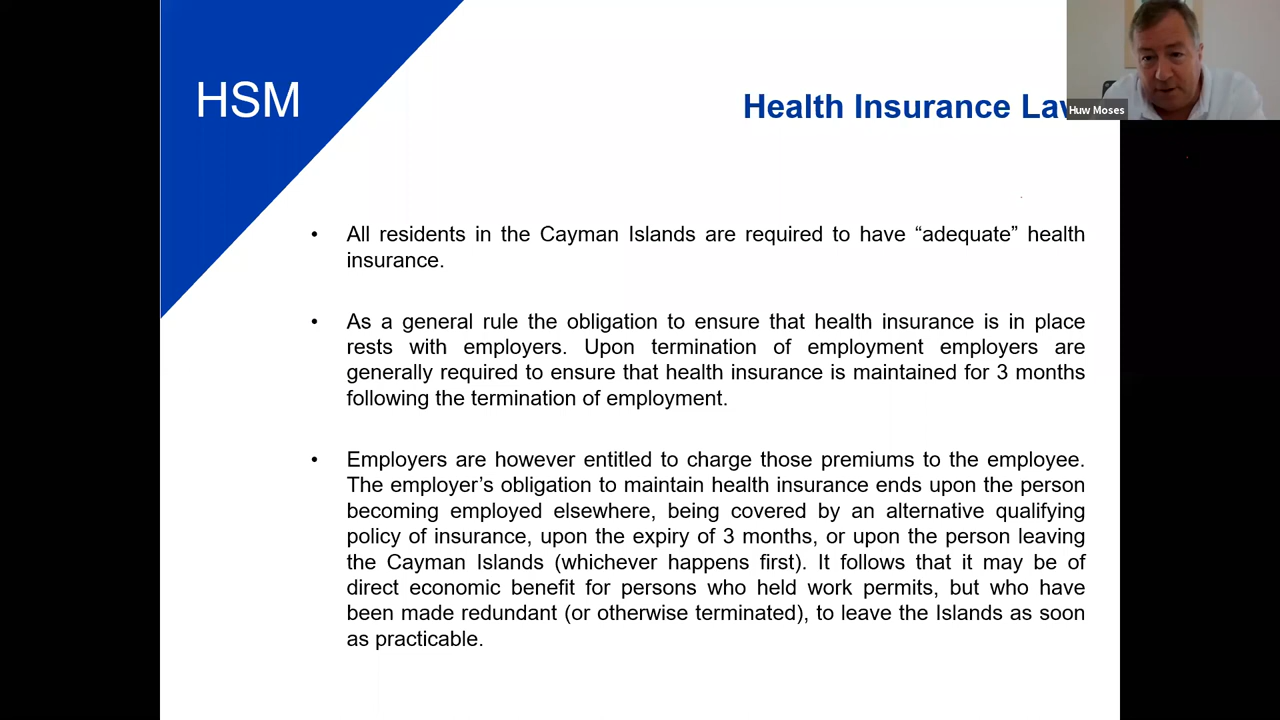 HSM
Health Insurance La
Huw Moses
• All residents in the Cayman Islands are required to have “adequate” health
insurance.
• As a general rule the obligation to ensure that health insurance is in place
rests with employers. Upon termination of employment employers are
generally required to ensure that health insurance is maintained for 3 months
following the termination of employment.
• Employers are however entitled to charge those premiums to the employee.
The employer’s obligation to maintain health insurance ends upon the person
becoming employed elsewhere, being covered by an alternative qualifying
policy of insurance, upon the expiry of 3 months, or upon the person leaving
the Cayman Islands (whichever happens first). It follows that it may be of
direct economic benefit for persons who held work permits, but who have
been made redundant (or otherwise terminated), to leave the Islands as soon
as practicable.